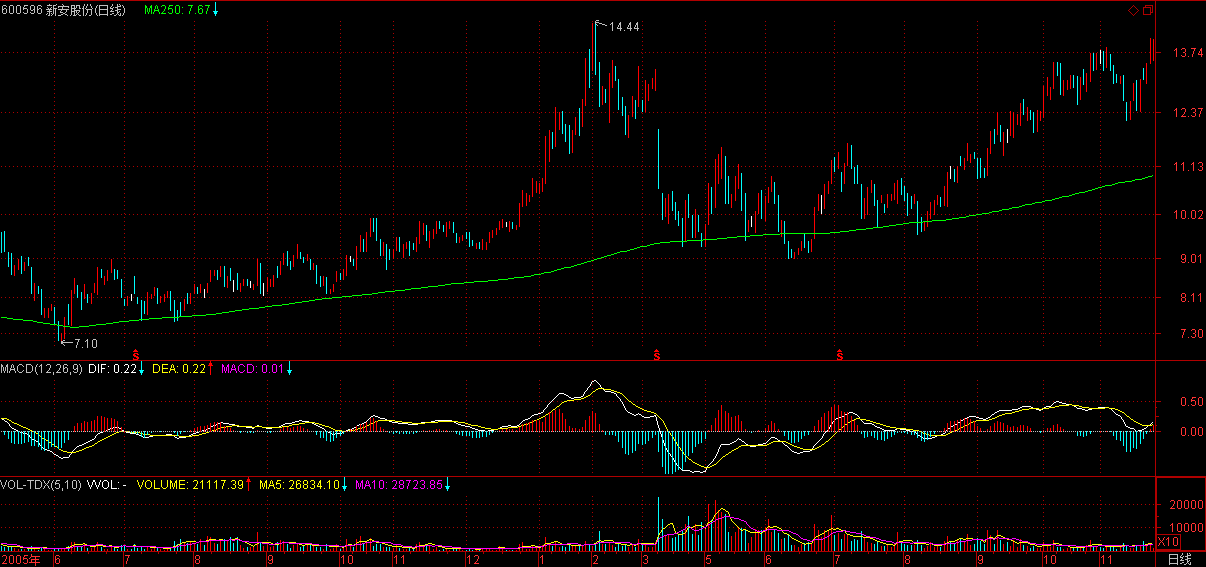 600596 新安股份(日线) MA250: 7.67↓
14.44
13.74
12.37
11.13
10.02
9.01
8.11
7.30
←7.10
S S S
MACD(12,26,9) DIF: 0.22↓ DEA: 0.22↑ MACD: 0.01↓
0.50
0.00
VOL-TDX(5,10) VVOL: - VOLUME: 21117.39↑ MA5: 26834.10↓ MA10: 28723.85↓
20000
10000
X10
2005年 6 7 8 9 10 11 12 1 2 3 5 6 7 8 9 10 11 日线